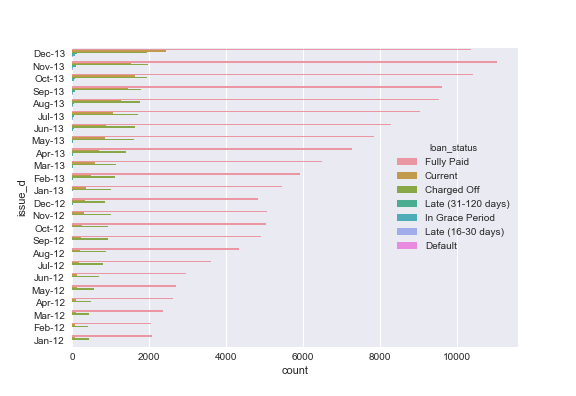 Dec-13
Nov-13
Oct-13
Sep-13
Aug-13
Jul-13
Jun-13
May-13
Apr-13
Mar-13
Feb-13
Jan-13
Dec-12
Nov-12
Oct-12
Sep-12
Aug-12
Jul-12
Jun-12
May-12
Apr-12
Mar-12
Feb-12
Jan-12
issue_d
loan_status
Fully Paid
Current
Charged Off
Late (31-120 days)
In Grace Period
Late (16-30 days)
Default
0 2000 4000 6000 8000 10000
count